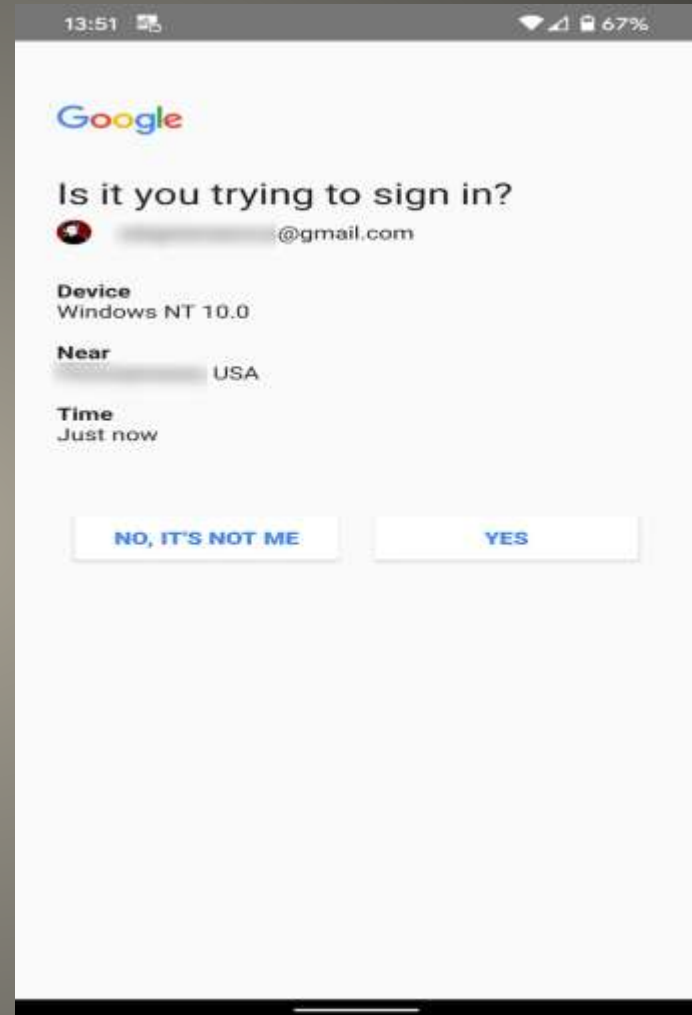 13:51 67%
Google
Is it you trying to sign in?
@gmail.com
Device
Windows NT 10.0
Near
USA
Time
Just now
NO, IT'S NOT ME YES